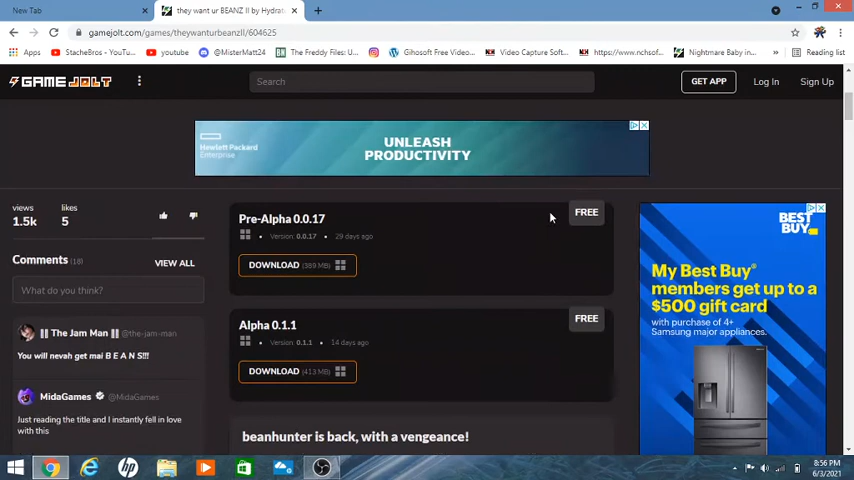 New Tab
they want ur BEANZ II by Hydrat
gamejolt.com/games/theywanturbeanzII/604625
Apps
StacheBros - YouTu...
youtube
@MisterMatt24
The Freddy Files: U...
Gihosoft Free Video...
Video Capture Soft...
https://www.nchsof...
Nightmare Baby in...
Reading list
GAME JOLT
Search
GET APP
Log In
Sign Up
Hewlett Packard
Enterprise
UNLEASH
PRODUCTIVITY
views
likes
1.5k
5
Comments (18)
VIEW ALL
What do you think?
|| The Jam Man || @the-jam-man
You will nevah get mai B E A N S!!!
MidaGames @MidaGames
Just reading the title and I instantly fell in love
with this
Pre-Alpha 0.0.17
FREE
Version: 0.0.17 • 29 days ago
DOWNLOAD (389 MB)
Alpha 0.1.1
FREE
Version: 0.1.1 • 14 days ago
DOWNLOAD (413 MB)
beanhunter is back, with a vengeance!
BEST
BUY
My Best Buy®
members get up to a
$500 gift card
with purchase of 4+
Samsung major appliances.
8:56 PM
6/3/2021